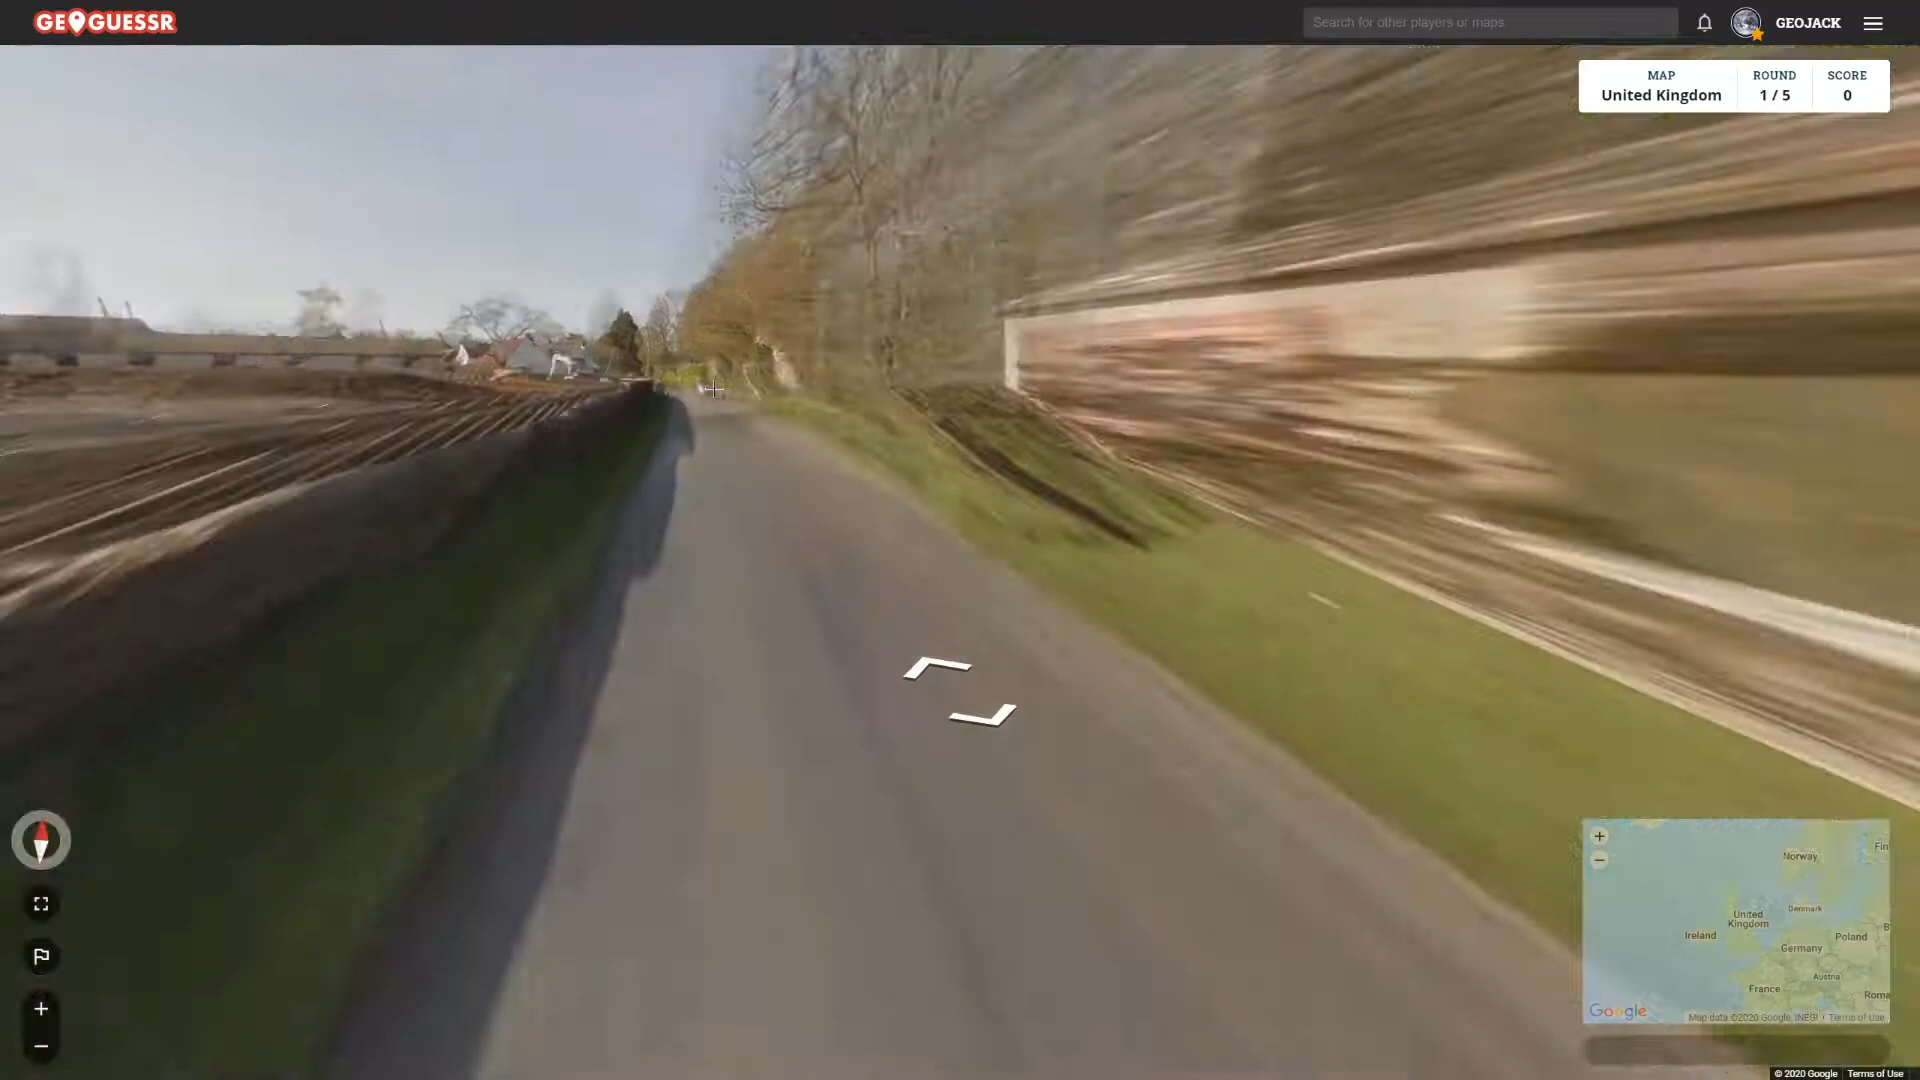 GEOGUESSR
Search for other players or maps
GEOJACK
MAP
United Kingdom
ROUND
1 / 5
SCORE
0
Norway
Fin
United
Kingdom
Denmark
Ireland
Poland
B
Germany
Austria
France
Roma
Google
Map data ©2020 Google, INEGI
Terms of Use
© 2020 Google
Terms of Use